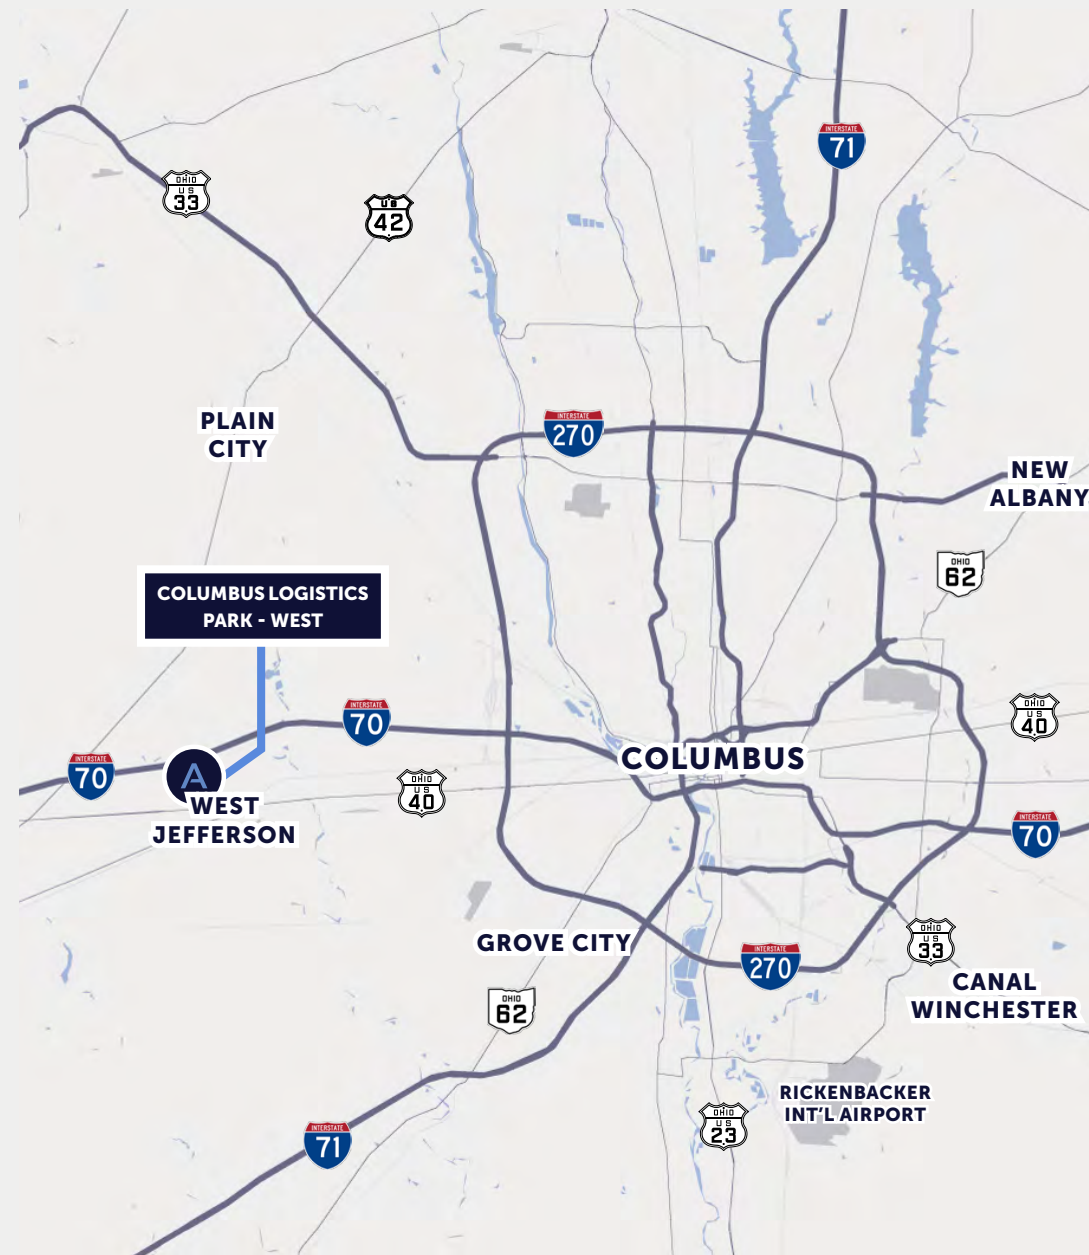 INTERSTATE
71
OHIO
US
33
US
42
INTERSTATE
270
PLAIN
CITY
NEW
ALBANY
OHIO
62
COLUMBUS LOGISTICS
PARK - WEST
INTERSTATE
70
OHIO
US
40
INTERSTATE
70
COLUMBUS
A
OHIO
US
40
WEST
JEFFERSON
INTERSTATE
70
GROVE CITY
OHIO
US
33
INTERSTATE
270
CANAL
WINCHESTER
OHIO
62
RICKENBACKER
INT'L AIRPORT
OHIO
US
23
INTERSTATE
71